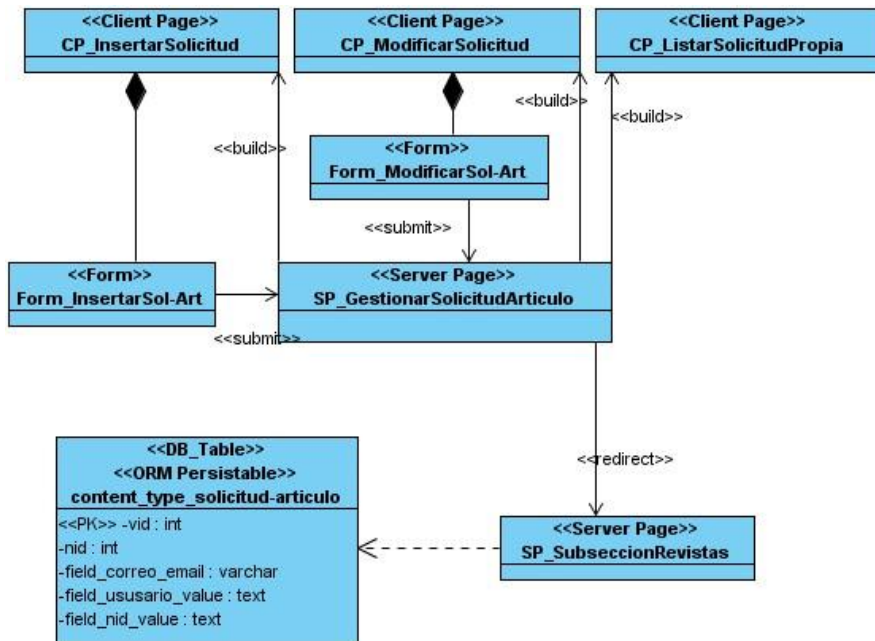 <<Client Page>>
CP_InsertarSolicitud
<<Client Page>>
CP_ModificarSolicitud
<<Client Page>>
CP_ListarSolicitudPropia
<<build>>
<<build>>
<<build>>
<<Form>>
Form_ModificarSol-Art
<<submit>>
<<Form>>
Form_InsertarSol-Art
<<Server Page>>
SP_GestionarSolicitudArticulo
<<submit>>
<<DB_Table>>
<<ORM Persistable>>
content_type_solicitud-articulo
<<PK>> -vid : int
-nid : int
-field_correo_email : varchar
-field_ususario_value : text
-field_nid_value : text
<<redirect>>
<<Server Page>>
SP_SubseccionRevistas